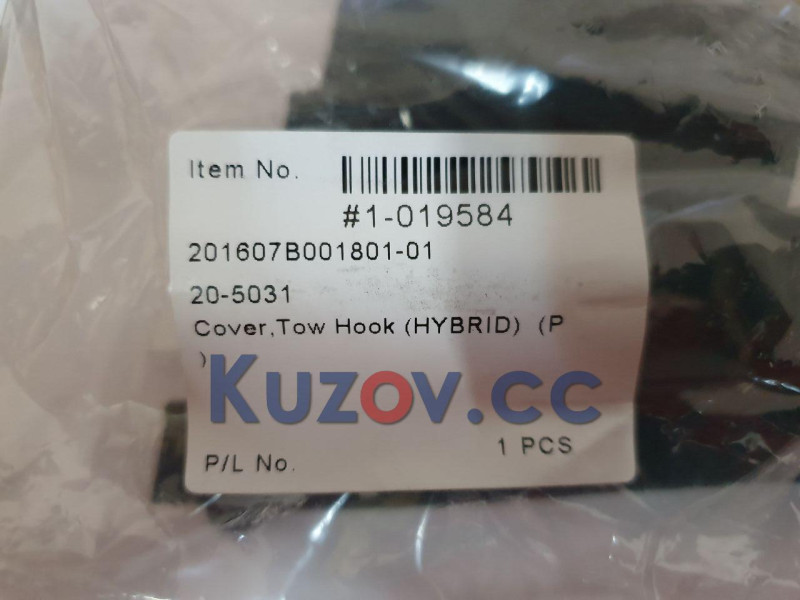 Item No.
#1-019584
201607B001801-01
20-5031
Cover,Tow Hook (HYBRID) (P
)
Kuzov.cc
P/L No.
1 PCS